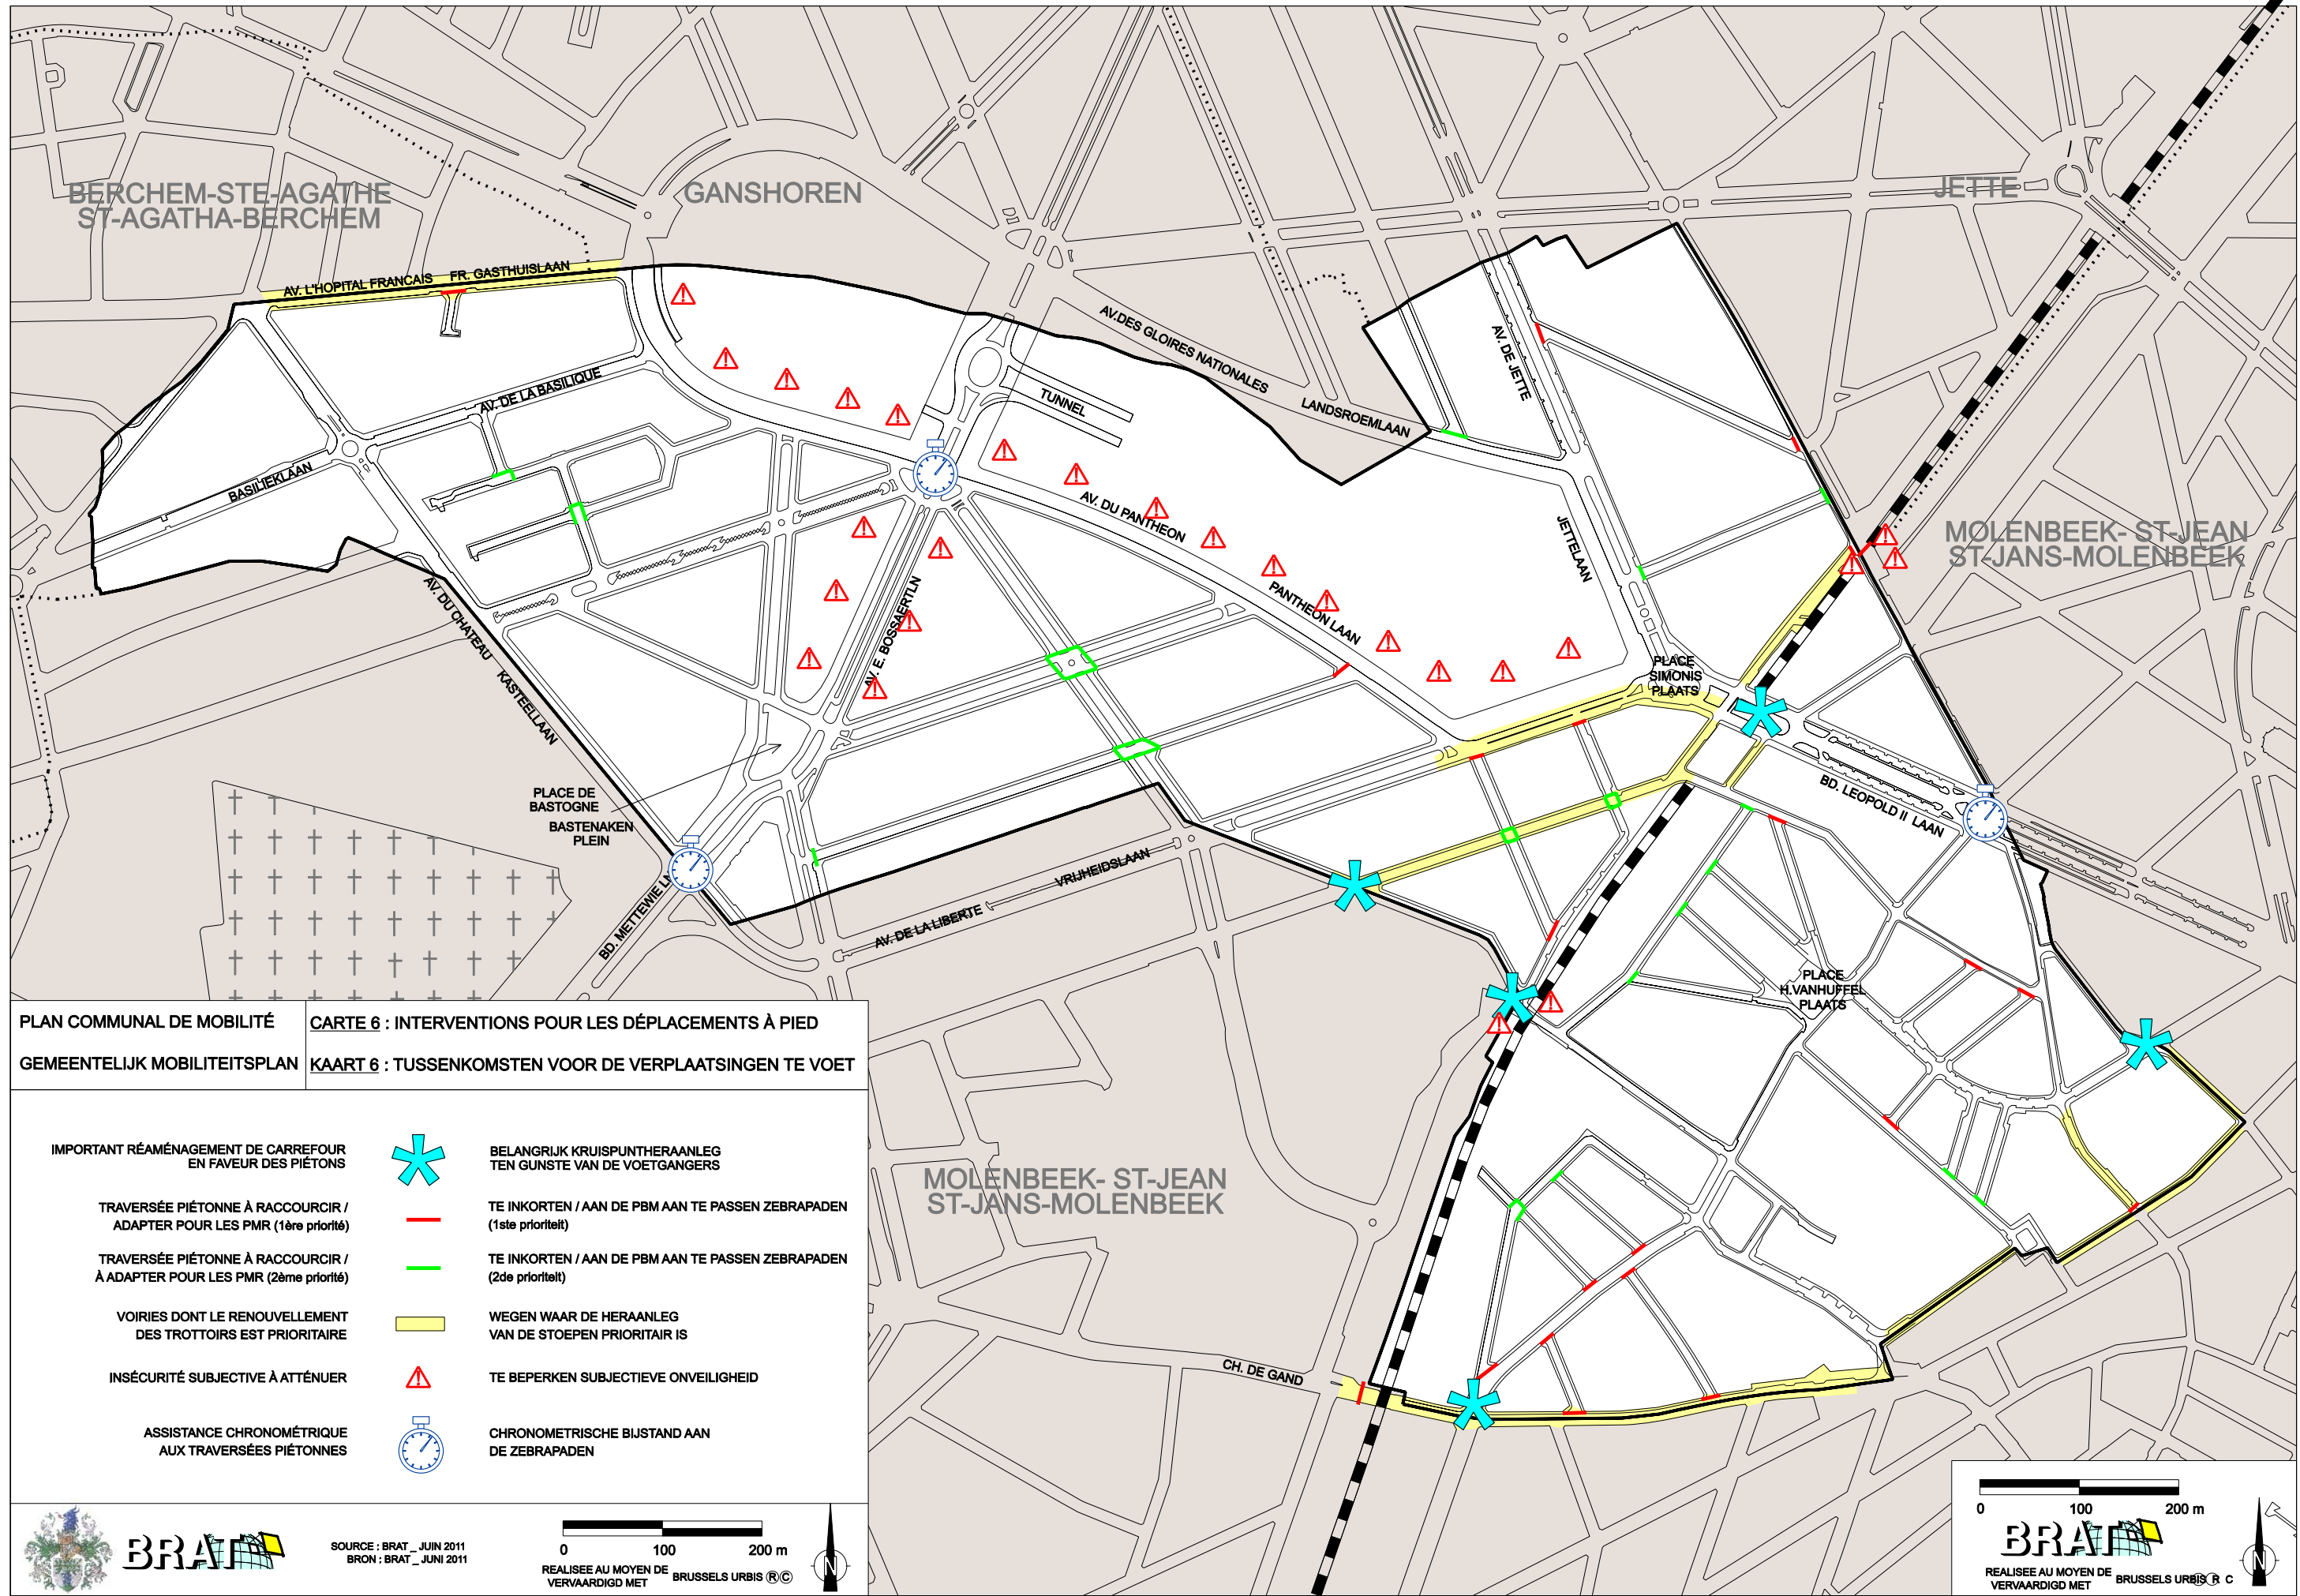 BERCHEM-STE-AGATHE
ST-AGATHA-BERCHEM
GANSHOREN
JETTE
AV. L'HOPITAL FRANCAIS FR. GASTHUISLAAN
AV. DE LA BASILIQUE
BASILIEKLAAN
TUNNEL
AV.DES GLOIRES NATIONALES
LANDSROEMLAAN
AV. DE JETTE
JETTELAAN
AV. DU PANTHEON
PANTHEON LAAN
MOLENBEEK- ST-JEAN
ST-JANS-MOLENBEEK
AV. DU CHATEAU
KASTEELLAAN
AV. E. BOSSAERTLN
PLACE
SIMONIS
PLAATS
BD. LEOPOLD II LAAN
PLACE DE
BASTOGNE
BASTENAKEN
PLEIN
BD. METTEWIE LN
AV. DE LA LIBERTE
VRIJHEIDSLAAN
PLACE
H.VANHUFFEL
PLAATS
MOLENBEEK- ST-JEAN
ST-JANS-MOLENBEEK
CH. DE GAND
PLAN COMMUNAL DE MOBILITÉ
GEMEENTELIJK MOBILITEITSPLAN
CARTE 6 : INTERVENTIONS POUR LES DÉPLACEMENTS À PIED
KAART 6 : TUSSENKOMSTEN VOOR DE VERPLAATSINGEN TE VOET
IMPORTANT RÉAMÉNAGEMENT DE CARREFOUR
EN FAVEUR DES PIÉTONS
BELANGRIJK KRUISPUNTHERAANLEG
TEN GUNSTE VAN DE VOETGANGERS
TRAVERSÉE PIÉTONNE À RACCOURCIR /
ADAPTER POUR LES PMR (1ère priorité)
TE INKORTEN / AAN DE PBM AAN TE PASSEN ZEBRAPADEN
(1ste prioriteit)
TRAVERSÉE PIÉTONNE À RACCOURCIR /
À ADAPTER POUR LES PMR (2ème priorité)
TE INKORTEN / AAN DE PBM AAN TE PASSEN ZEBRAPADEN
(2de prioriteit)
VOIRIES DONT LE RENOUVELLEMENT
DES TROTTOIRS EST PRIORITAIRE
WEGEN WAAR DE HERAANLEG
VAN DE STOEPEN PRIORITAIR IS
INSÉCURITÉ SUBJECTIVE À ATTÉNUER
TE BEPERKEN SUBJECTIEVE ONVEILIGHEID
ASSISTANCE CHRONOMÉTRIQUE
AUX TRAVERSÉES PIÉTONNES
CHRONOMETRISCHE BIJSTAND AAN
DE ZEBRAPADEN
BRAT
SOURCE : BRAT _ JUIN 2011
BRON : BRAT _ JUNI 2011
0 100 200 m
REALISEE AU MOYEN DE
VERVAARDIGD MET
BRUSSELS URBIS ®©
N
0 100 200 m
BRAT
REALISEE AU MOYEN DE
VERVAARDIGD MET
BRUSSELS URBIS R C
N